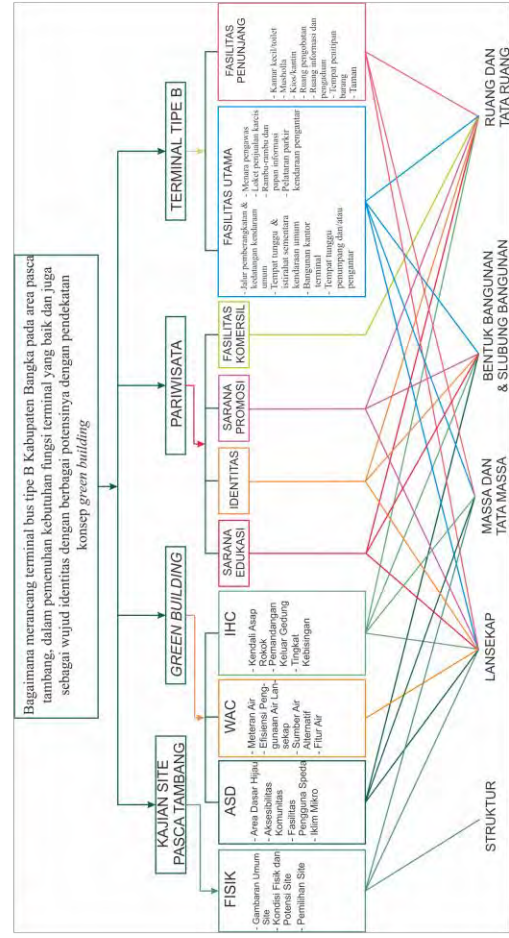 Bagaimana merancang terminal bus tipe B Kabupaten Bangka pada area pasca
tambang, dalam pemenuhan kebutuhan fungsi terminal yang baik dan juga
sebagai wujud identitas dengan berbagai potensinya dengan pendekatan
konsep green building
KAJIAN SITE
PASCA TAMBANG
GREEN BUILDING
PARIWISATA
TERMINAL TIPE B
FISIK
- Gambaran Umum
Site
- Kondisi Fisik dan
Potensi Site
- Pemilihan Site
ASD
- Area Dasar Hijau
- Aksesibilitas
Komunitas
- Fasilitas
Pengguna Speda
- Iklim Mikro
WAC
- Meteran Air
- Efisiensi Peng-
gunaan Air Lan-
sekap
- Sumber Air
Alternatif
- Fitur Air
IHC
- Kendali Asap
Rokok
- Pemandangan
Keluar Gedung
- Tingkat
Kebisingan
SARANA
EDUKASI
IDENTITAS
SARANA
PROMOSI
FASILITAS
KOMERSIL
FASILITAS UTAMA
- Jalur pemberangkatan &
kedatangan kendaraan
umum
- Tempat tunggu &
istirahat sementara
kendaraan umum
- Bangunan kantor
terminal
- Tempat tunggu
penumpang dan/atau
pengantar
- Menara pengawas
- Loket penjualan karcis
- Rambu-rambu dan
papan informasi
- Pelataran parkir
kendaraan pengantar
FASILITAS
PENUNJANG
- Kamar kecil/toilet
- Musholla
- Kios/kantin
- Ruang pengobatan
- Ruang informasi dan
pengaduan
- Tempat penitipan
barang
- Taman
STRUKTUR
LANSEKAP
MASSA DAN
TATA MASSA
BENTUK BANGUNAN
& SLUBUNG BANGUNAN
RUANG DAN
TATA RUANG